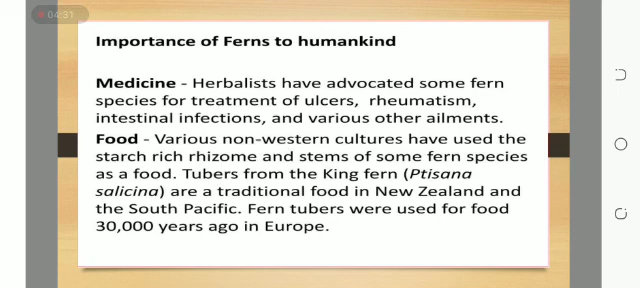 04:31
Importance of Ferns to humankind
Medicine - Herbalists have advocated some fern
species for treatment of ulcers, rheumatism,
intestinal infections, and various other ailments.
Food - Various non-western cultures have used the
starch rich rhizome and stems of some fern species
as a food. Tubers from the King fern (Ptisana
salicina) are a traditional food in New Zealand and
the South Pacific. Fern tubers were used for food
30,000 years ago in Europe.